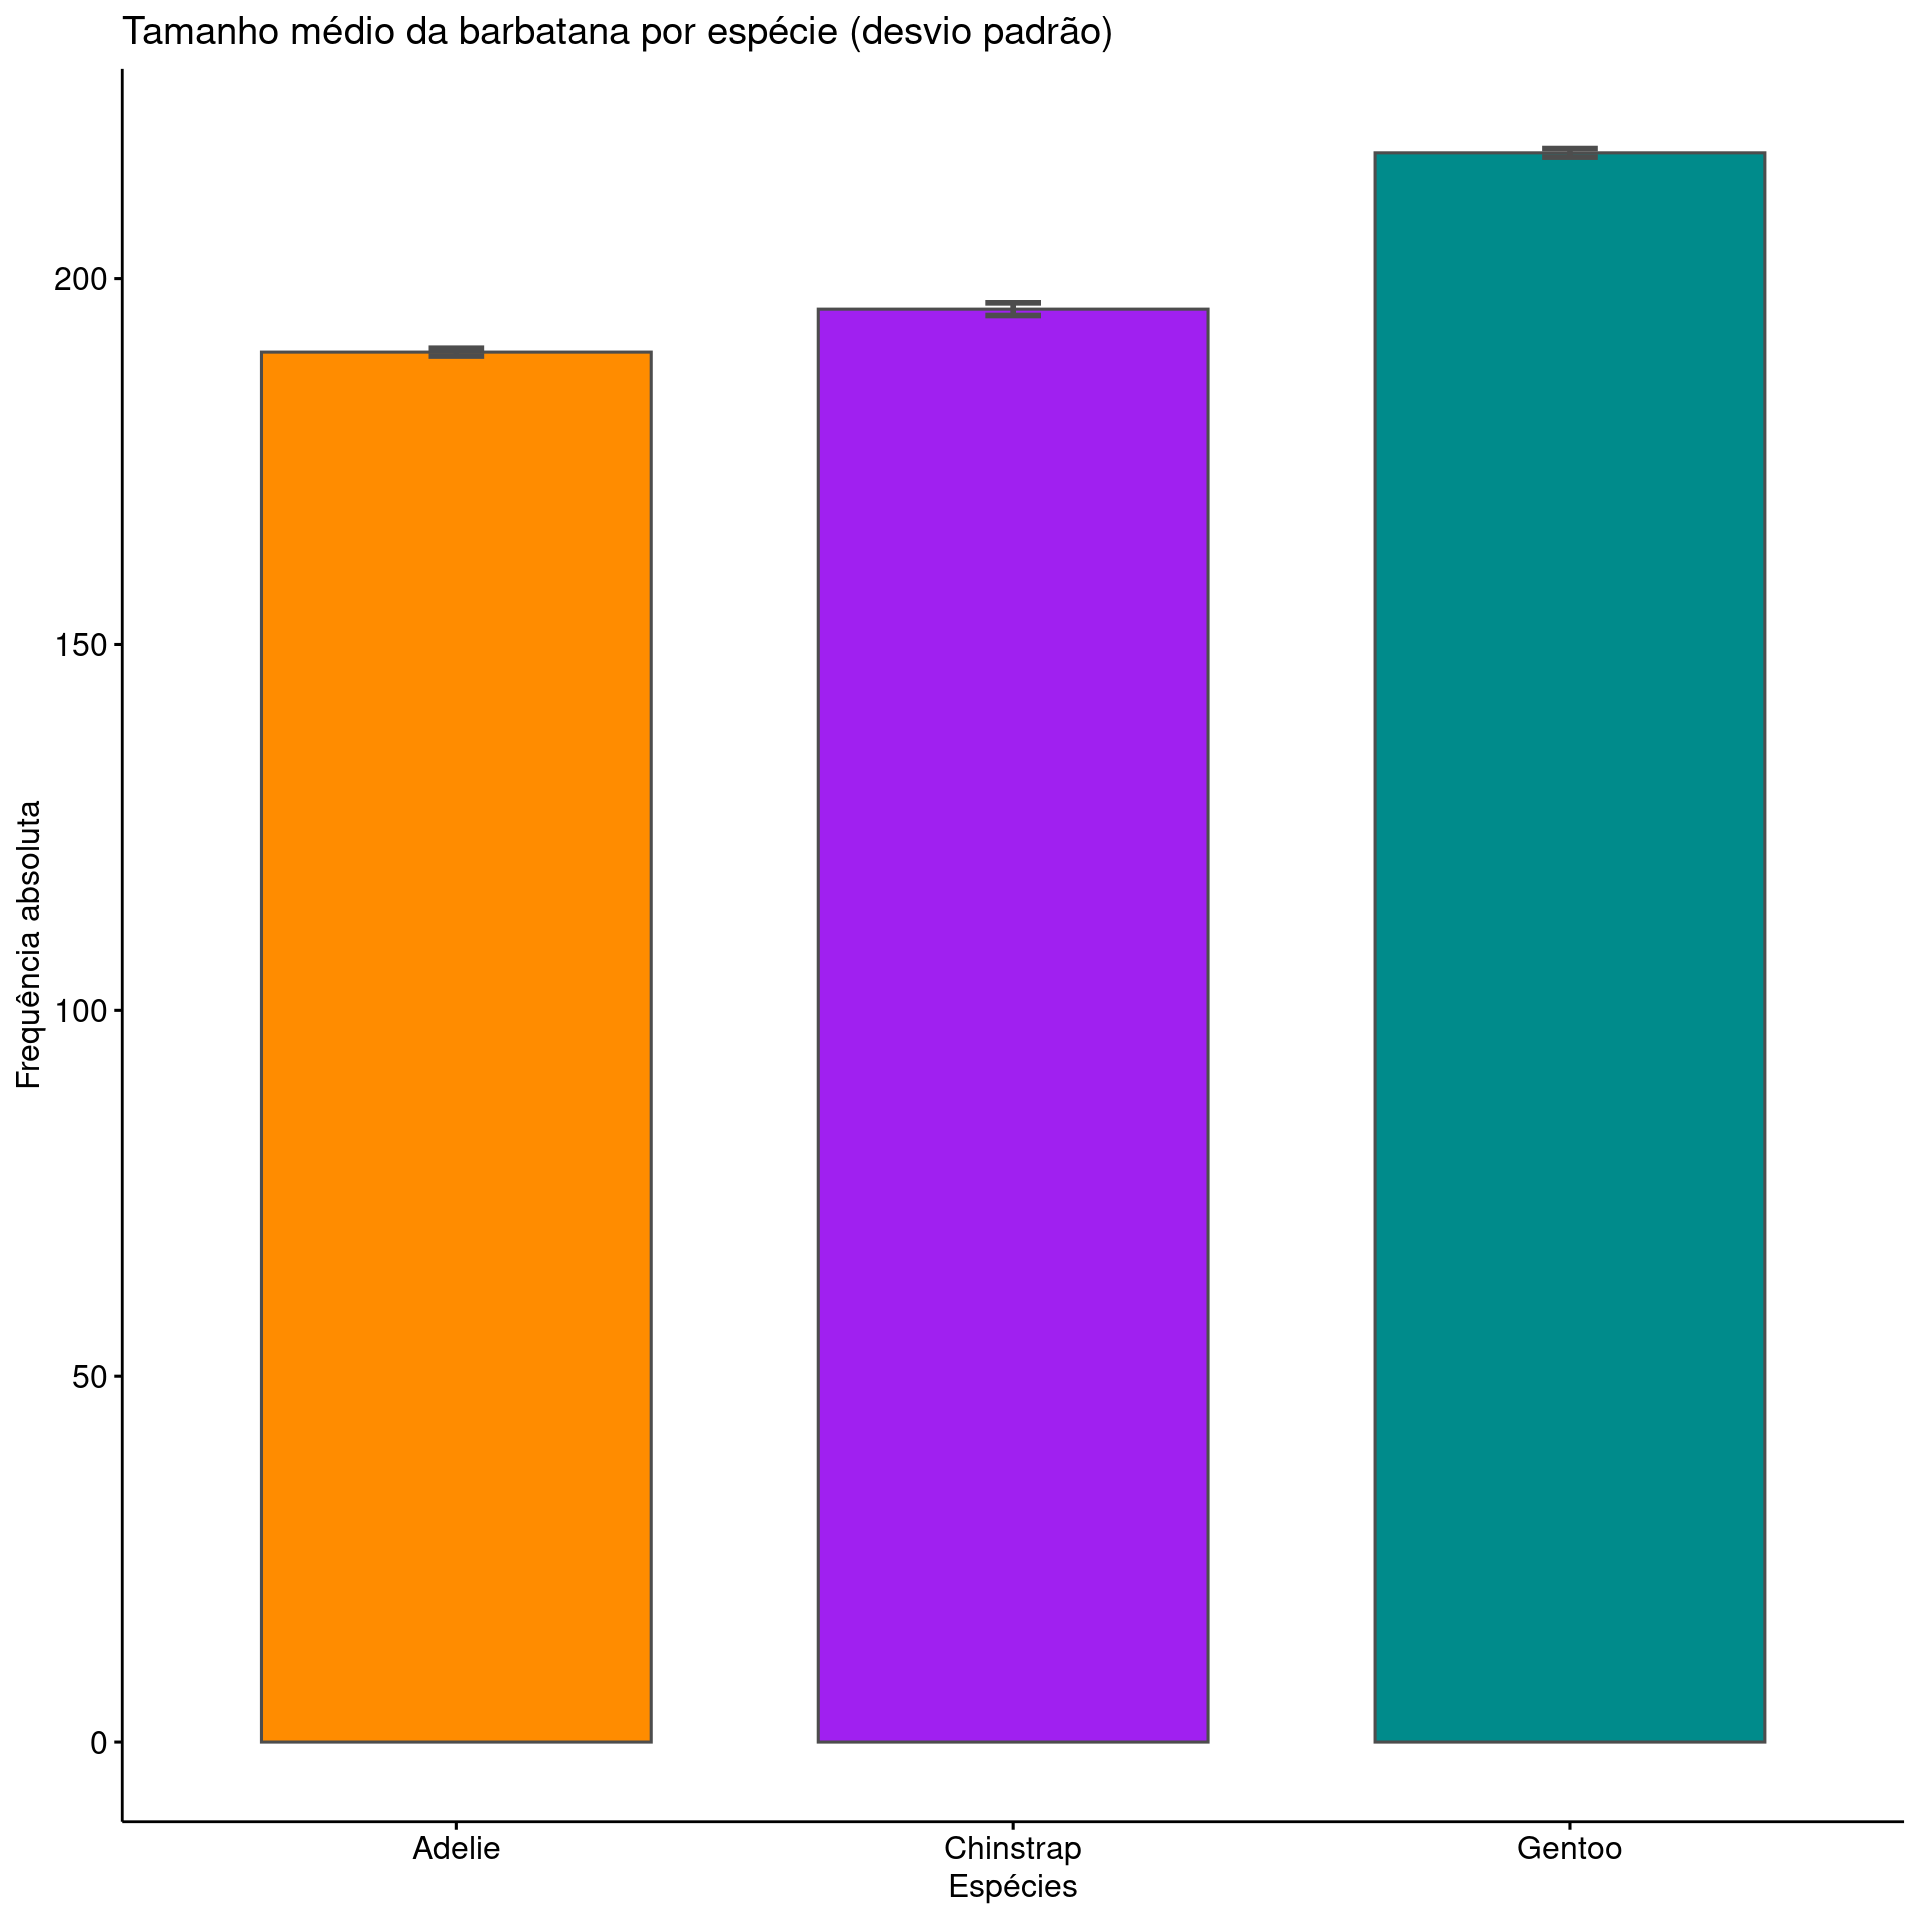 Tamanho médio da barbatana por espécie (desvio padrão)
Frequência absoluta
200
150
100
50
0
Adelie Chinstrap Gentoo
Espécies